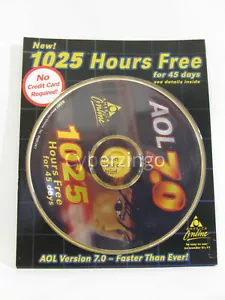 New!
1025 Hours Free
for 45 days
see details inside
No
Credit Card
Required!
AMERICA
Online
AOL 7.0
1025
Hours Free
for 45 days
cyberzingo
AMERICA
Online
AOL Version 7.0 – Faster Than Ever!